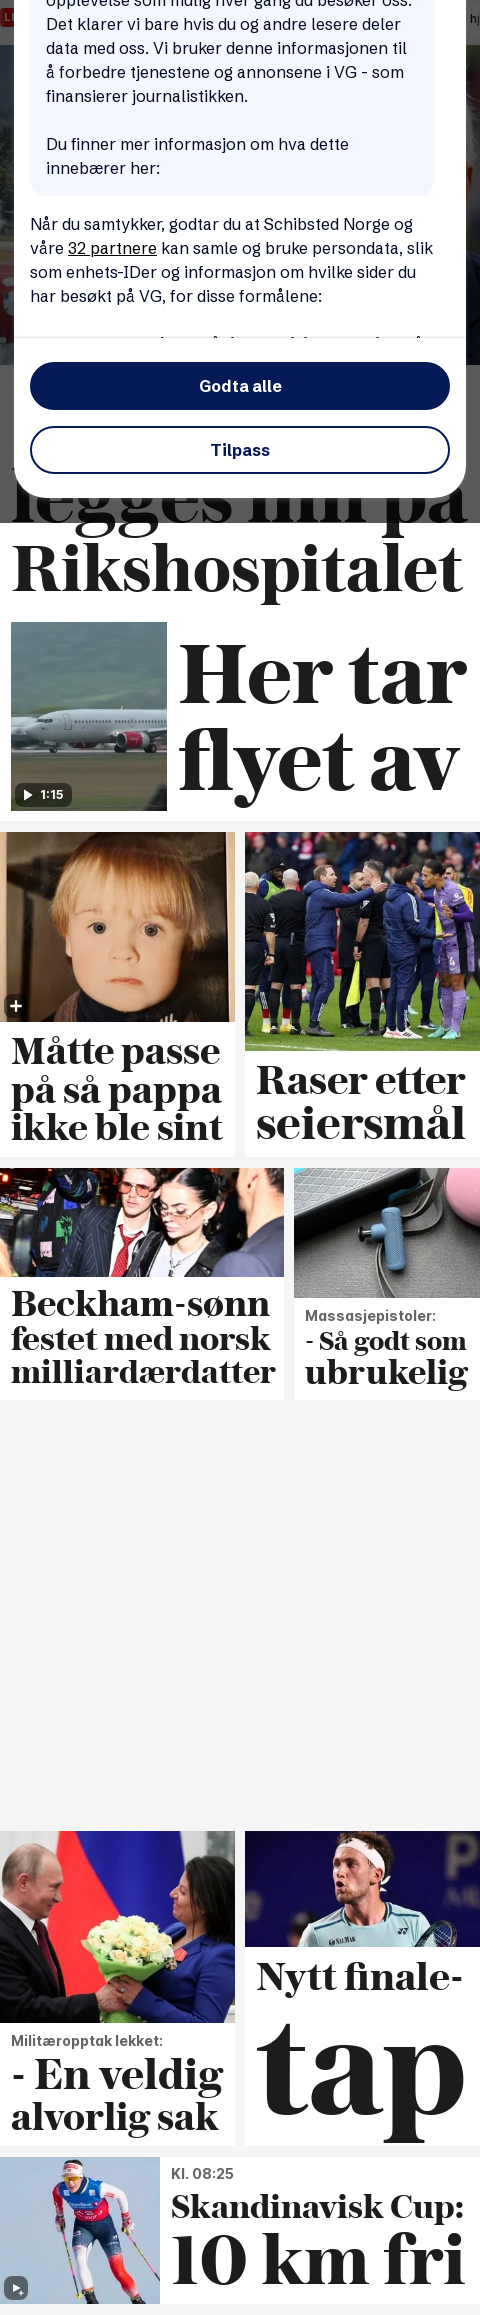 opplevelse som mulig hver gang du besøker oss.
Det klarer vi bare hvis du og andre lesere deler
data med oss. Vi bruker denne informasjonen til
å forbedre tjenestene og annonsene i VG - som
finansierer journalistikken.
Du finner mer informasjon om hva dette
innebærer her:
Når du samtykker, godtar du at Schibsted Norge og
våre 32 partnere kan samle og bruke persondata, slik
som enhets-IDer og informasjon om hvilke sider du
har besøkt på VG, for disse formålene:
Godta alle
Tilpass
legges inn på
Rikshospitalet
Her tar
flyet av
1:15
Måtte passe
på så pappa
ikke ble sint
4
Raser etter
seiersmål
Beckham-sønn
festet med norsk
milliardærdatter
Massasjepistoler:
- Så godt som
ubrukelig
Militæropptak lekket:
- En veldig
alvorlig sak
SALMAR
YONEX
Nytt finale-
tap
Kl. 08:25
Skandinavisk Cup:
10 km fri